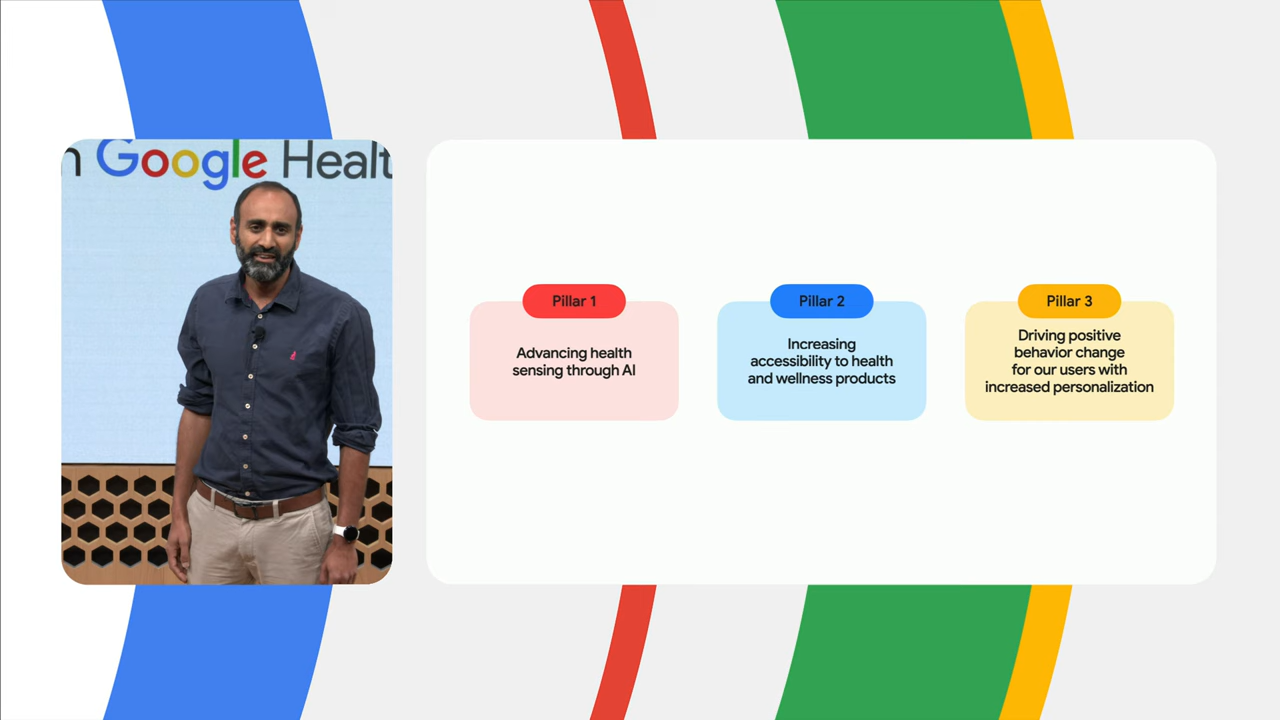 Google Healt
Pillar 1
Advancing health
sensing through AI
Pillar 2
Increasing
accessibility to health
and wellness products
Pillar 3
Driving positive
behavior change
for our users with
increased personalization